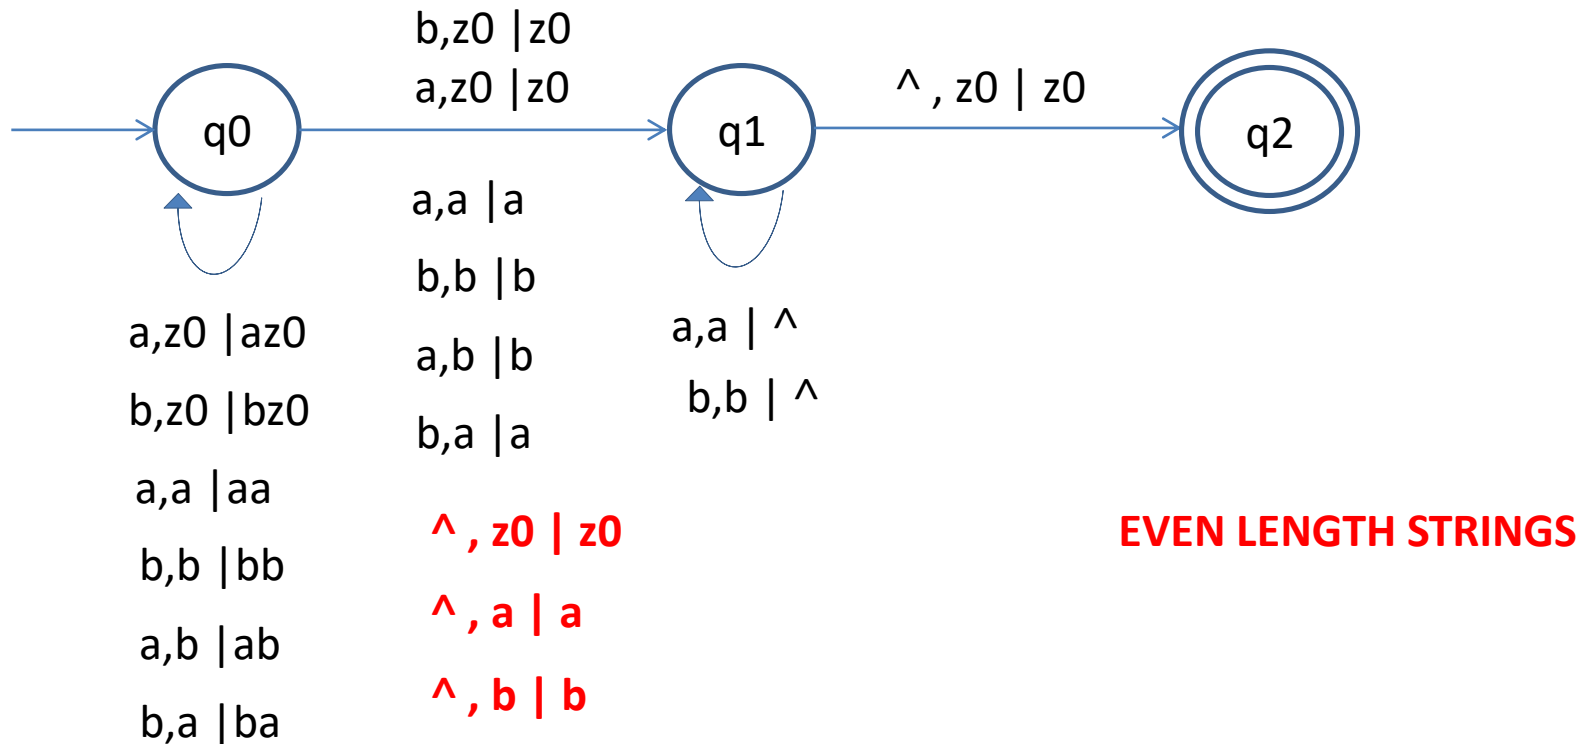 b,z0 |z0
a,z0 |z0
^ , z0 | z0
q0
q1
q2
a,a |a
b,b |b
a,b |b
b,a |a
^ , z0 | z0
^ , a | a
^ , b | b
a,z0 |az0
b,z0 |bz0
a,a |aa
b,b |bb
a,b |ab
b,a |ba
a,a | ^
b,b | ^
EVEN LENGTH STRINGS